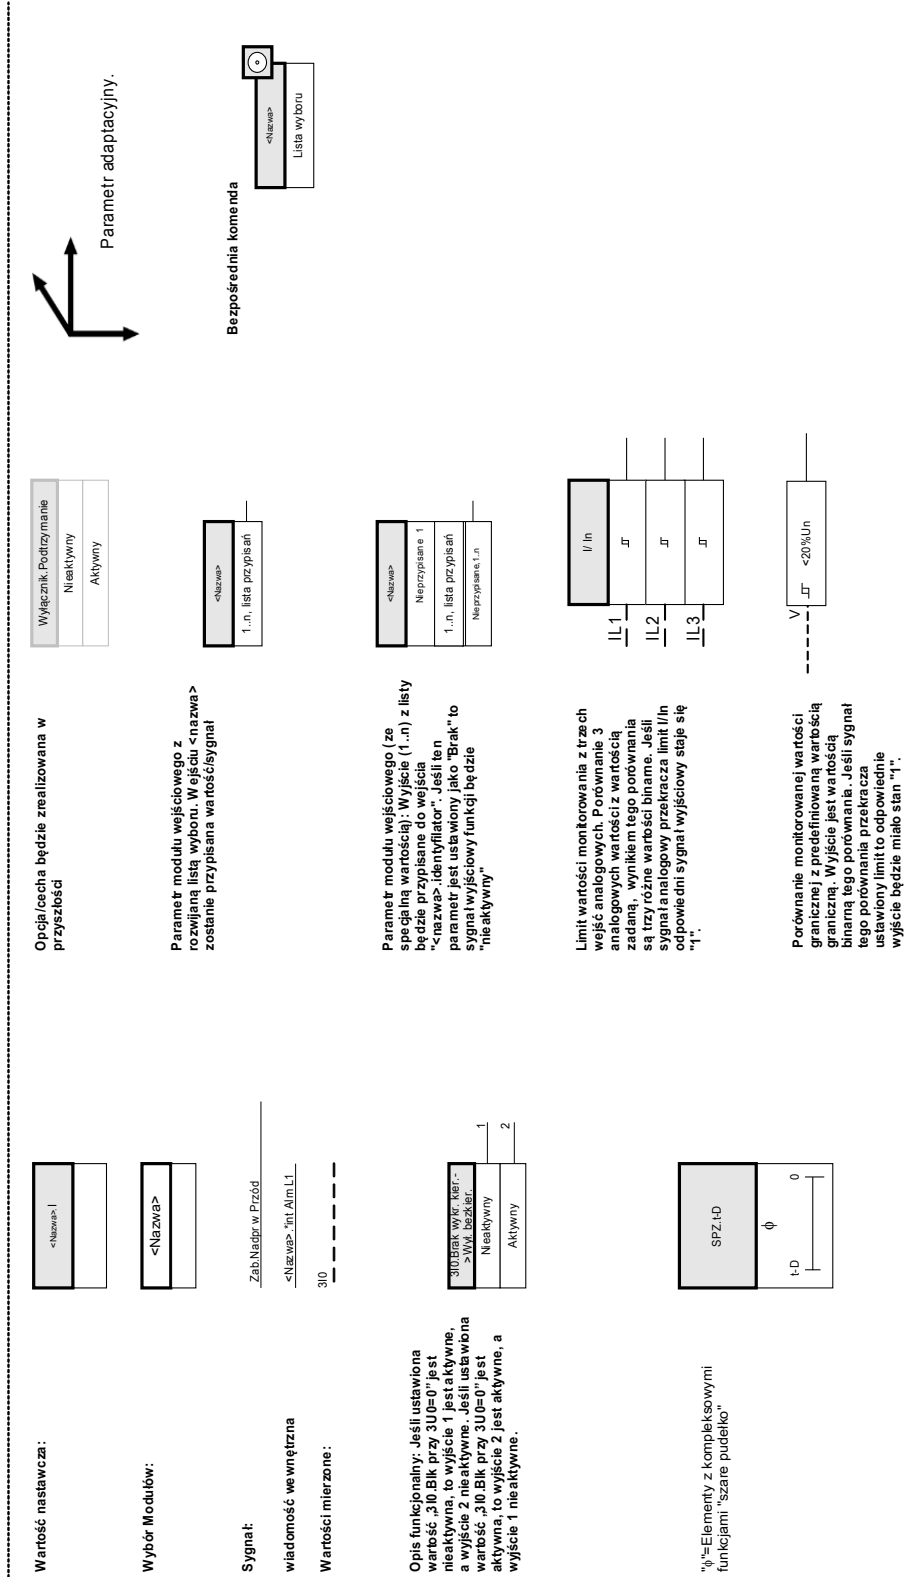 Wartość nastawcza:
<Nazwa>.I
Wybór Modułów:
<Nazwa>
Sygnał:
Zab.Nadpr w Przód
wiadomość wewnętrzna
<Nazwa>.*int Alm L1
Wartości mierzone:
3I0
Opis funkcjonalny: Jeśli ustawiona
wartość „3I0.Blk przy 3U0=0” jest
nieaktywna, to wyjście 1 jest aktywne,
a wyjście 2 nieaktywne. Jeśli ustawiona
wartość „3I0.Blk przy 3U0=0” jest
aktywna, to wyjście 2 jest aktywne, a
wyjście 1 nieaktywne.
3I0.Brak wykr. kier.-
>Wył. bezkier.
Nieaktywny
1
Aktywny
2
"ϕ"=Elementy z kompleksowymi
funkcjami "szare pudełko"
SPZ.t-D
ϕ
t-D
0
Opcja/cecha będzie zrealizowana w
przyszłości
Wyłącznik.Podtrzymanie
Nieaktywny
Aktywny
Parametr modułu wejściowego z
rozwijaną listą wyboru. W ejściu <nazwa>
zostanie przypisana wartość/sygnał
<Nazwa>
1..n, lista przypisań
Parametr modułu wejściowego (ze
specjalną wartością): Wyjście (1..n) z listy
będzie przypisane do wejścia
"<nazwa>.identyfilator". Jeśli ten
parametr jest ustawiony jako "Brak" to
sygnał wyjściowy funkcji będzie
"nieaktywny"
<Nazwa>
Nieprzypisane 1
1..n, lista przypisań
Nieprzypisane,1..n
Limit wartości monitorowania z trzech
wejść analogowych. Porównanie 3
analogowych wartości z wartością
zadaną, wynikiem tego porównania
są trzy różne wartości binarne. Jeśli
sygnał analogowy przekracza limit I/In
odpowiedni sygnał wyjściowy staje się
"1".
I/ In
IL1
IL2
IL3
Porównanie monitorowanej wartości
granicznej z predefiniowaną wartością
graniczną. Wyjście jest wartością
binarną tego porównania. Jeśli sygnał
tego porównania przekracza
ustawiony limit to odpowiednie
wyjście będzie miało stan "1".
V
<20%Un
Parametr adaptacyjny.
Bezpośrednia komenda
<Nazwa>
Lista wyboru